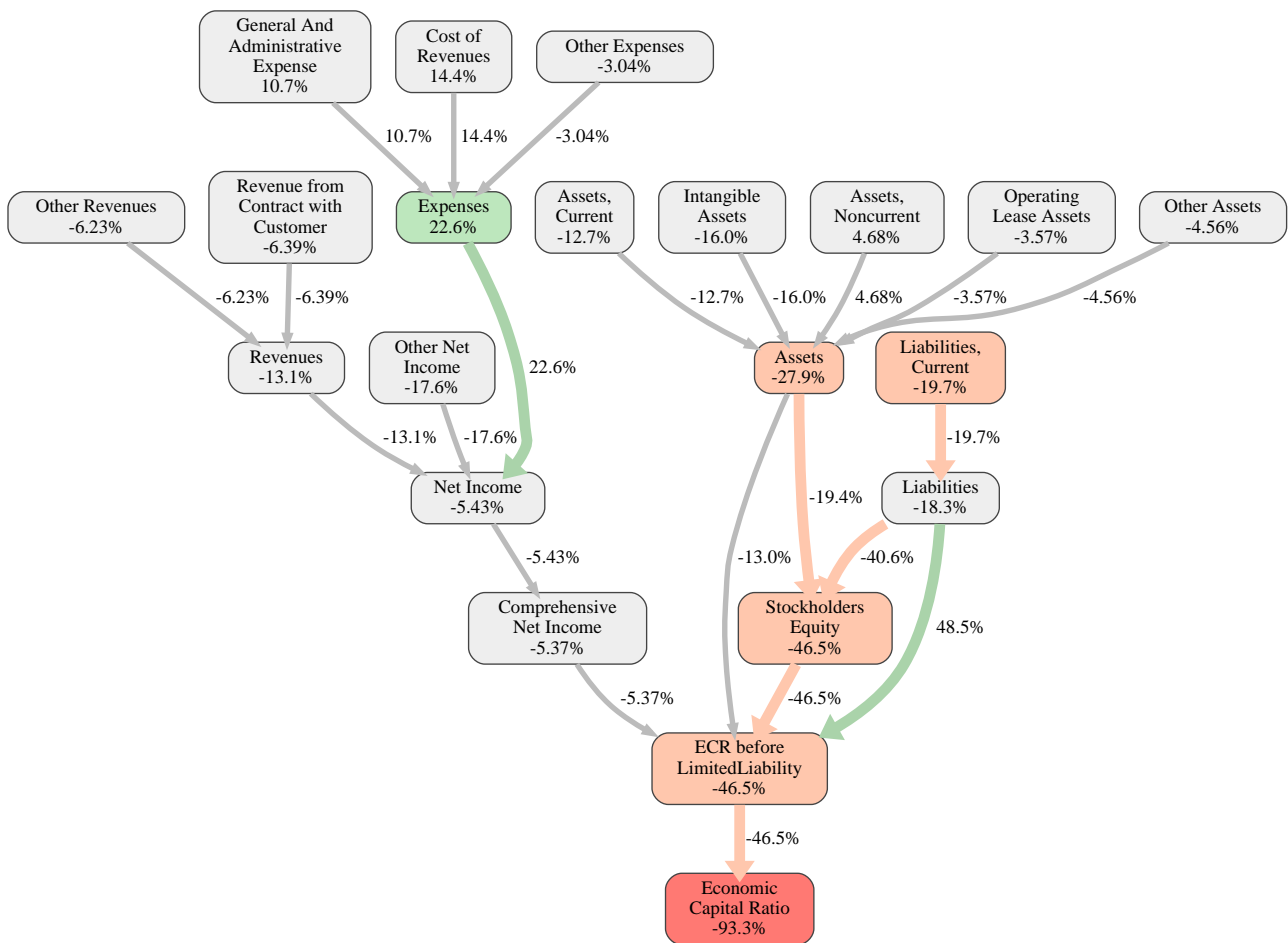 General And
Administrative
Expense
10.7%
Cost of
Revenues
14.4%
Other Expenses
-3.04%
10.7%
14.4%
-3.04%
Other Revenues
-6.23%
Revenue from
Contract with
Customer
-6.39%
Expenses
22.6%
Assets,
Current
-12.7%
Intangible
Assets
-16.0%
Assets,
Noncurrent
4.68%
Operating
Lease Assets
-3.57%
Other Assets
-4.56%
-6.23%
-6.39%
-12.7%
-16.0%
4.68%
-3.57%
-4.56%
Revenues
-13.1%
Other Net
Income
-17.6%
22.6%
Assets
-27.9%
Liabilities,
Current
-19.7%
-13.1%
-17.6%
-19.7%
Net Income
-5.43%
-19.4%
Liabilities
-18.3%
-5.43%
-13.0%
-40.6%
Comprehensive
Net Income
-5.37%
Stockholders
Equity
-46.5%
48.5%
-5.37%
-46.5%
ECR before
LimitedLiability
-46.5%
-46.5%
Economic
Capital Ratio
-93.3%